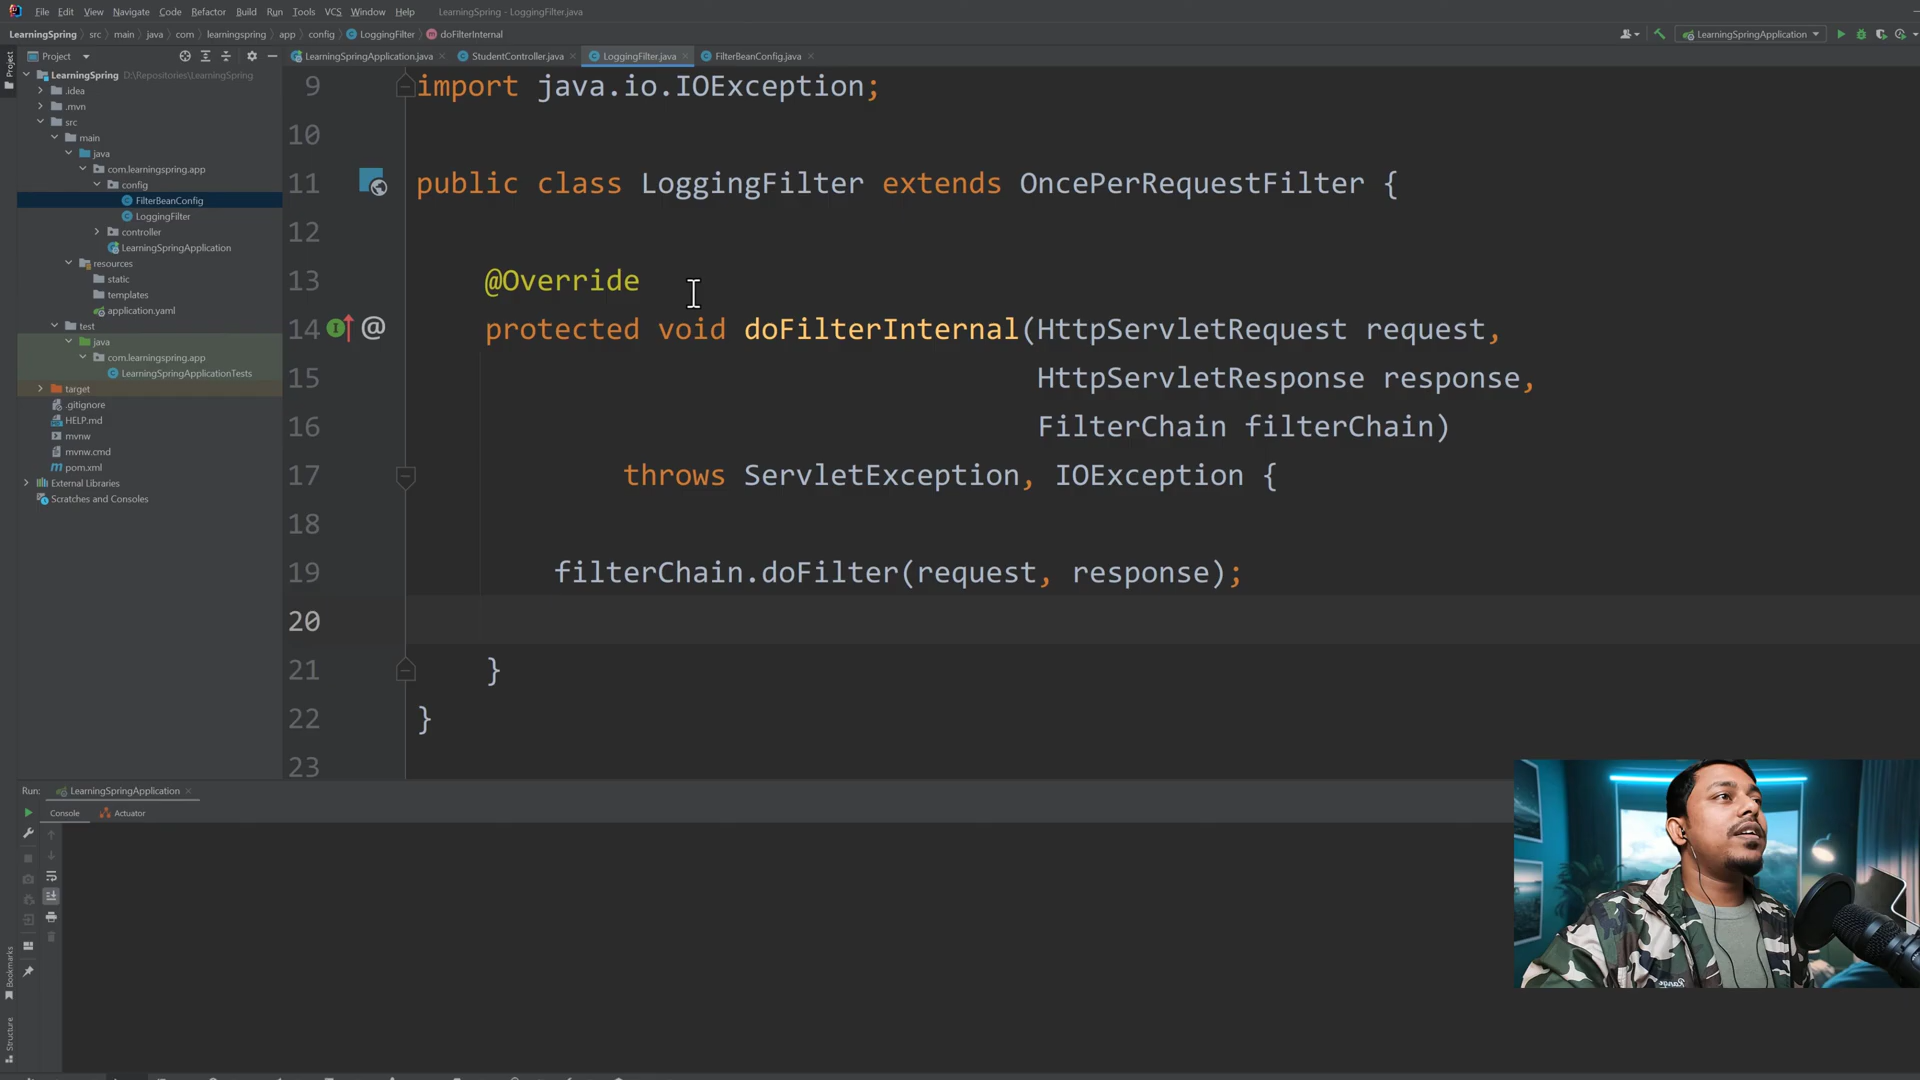 File Edit View Navigate Code Refactor Build Run Tools VCS Window Help LearningSpring - LoggingFilter.java
LearningSpring src main java com learningspring app config LoggingFilter doFilterInternal LearningSpringApplication
Project LearningSpringApplication.java StudentController.java LoggingFilter.java FilterBeanConfig.java
Project
LearningSpring D:\Repositories\LearningSpring
.idea
.mvn
src
main
java
com.learningspring.app
config
FilterBeanConfig
LoggingFilter
controller
LearningSpringApplication
resources
static
templates
application.yaml
test
java
com.learningspring.app
LearningSpringApplicationTests
target
.gitignore
HELP.md
mvnw
mvnw.cmd
pom.xml
External Libraries
Scratches and Consoles
9 import java.io.IOException;
10
11 public class LoggingFilter extends OncePerRequestFilter {
12
13 @Override
14 @ protected void doFilterInternal(HttpServletRequest request,
15 HttpServletResponse response,
16 FilterChain filterChain)
17 throws ServletException, IOException {
18
19 filterChain.doFilter(request, response);
20
21 }
22 }
23
Run: LearningSpringApplication
Console Actuator
Bookmarks
Structure